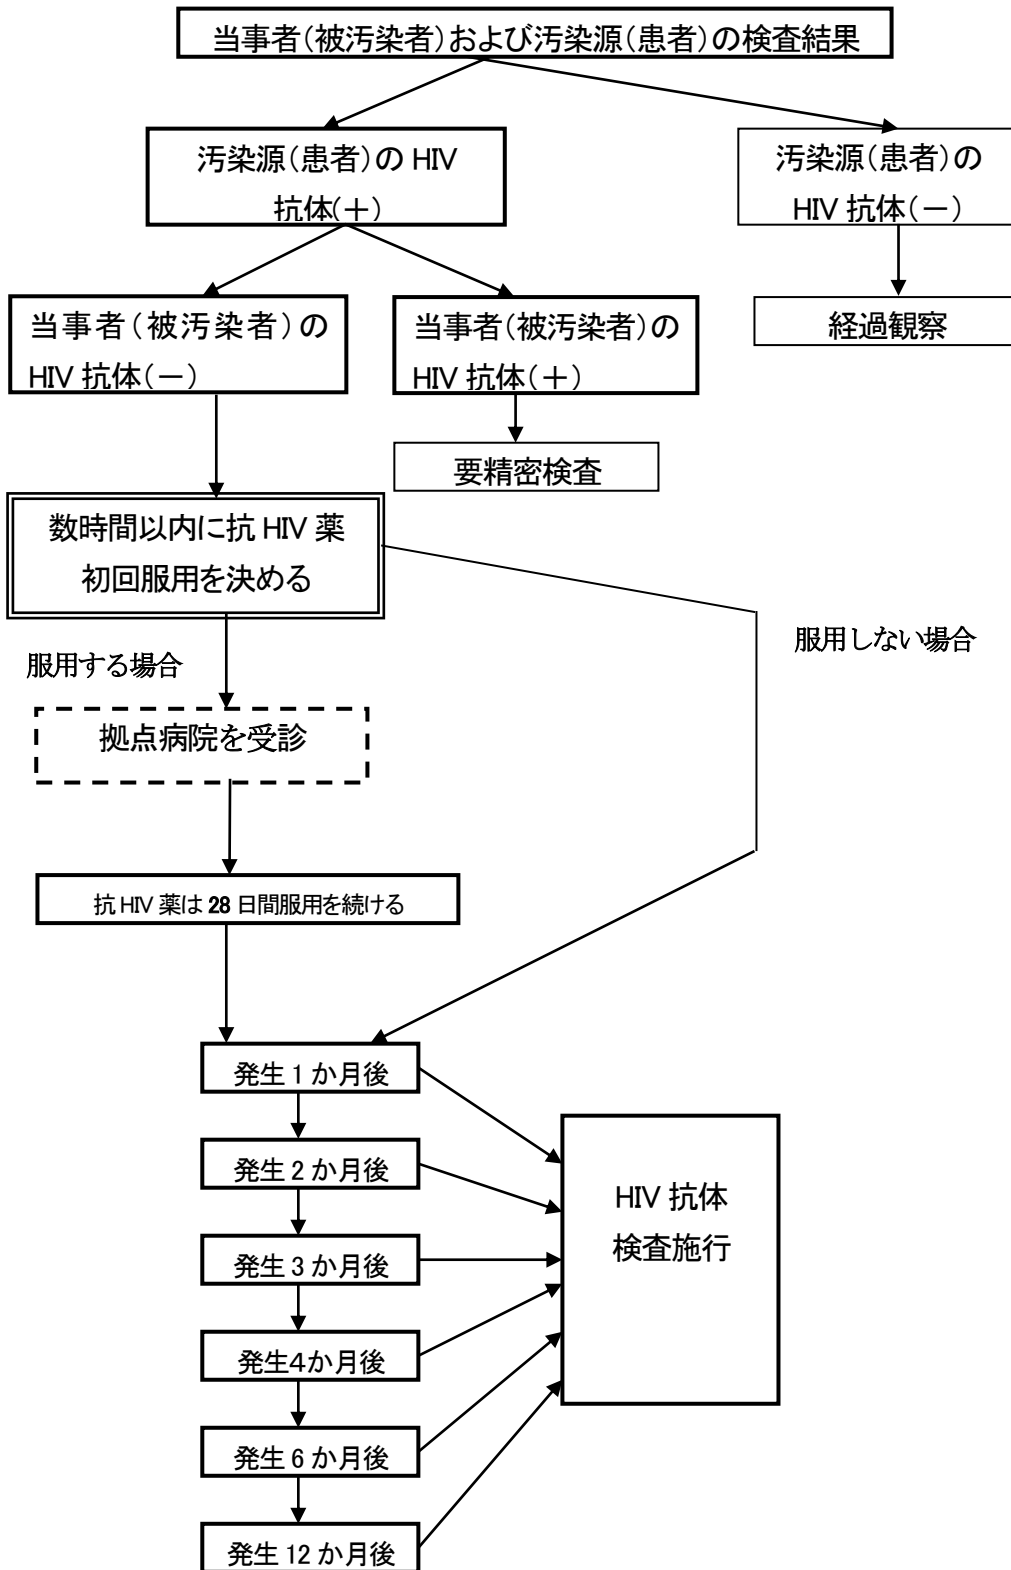 当事者（被汚染者）および汚染源（患者）の検査結果
汚染源（患者）の HIV
抗体（＋）
汚染源（患者）の
HIV 抗体（－）
当事者（被汚染者）の
HIV 抗体（－）
当事者（被汚染者）の
HIV 抗体（＋）
経過観察
要精密検査
数時間以内に抗 HIV 薬
初回服用を決める
服用しない場合
服用する場合
拠点病院を受診
抗 HIV 薬は 28 日間服用を続ける
発生 1 か月後
発生 2 か月後
発生 3 か月後
発生４か月後
発生 6 か月後
発生 12 か月後
HIV 抗体
検査施行